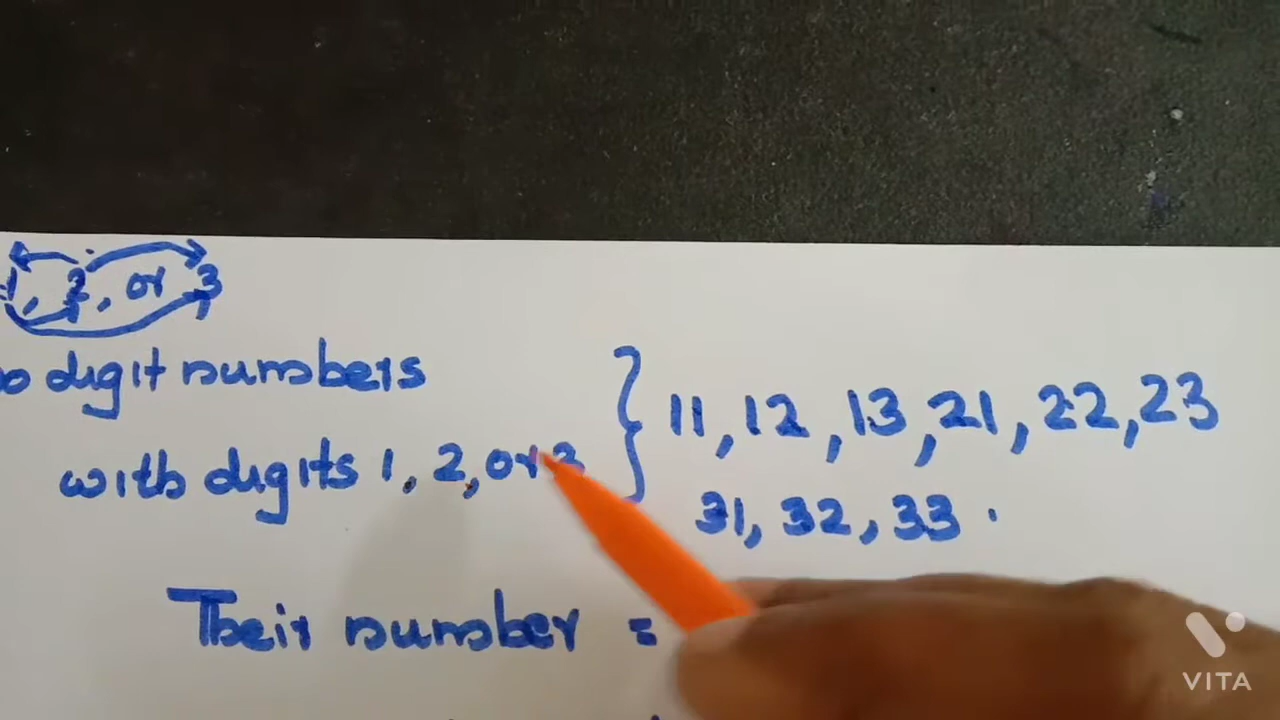 1, 2, or 3
digit numbers
with digits 1, 2, or 3
11, 12, 13, 21, 22, 23
31, 32, 33.
Their number =
VITA